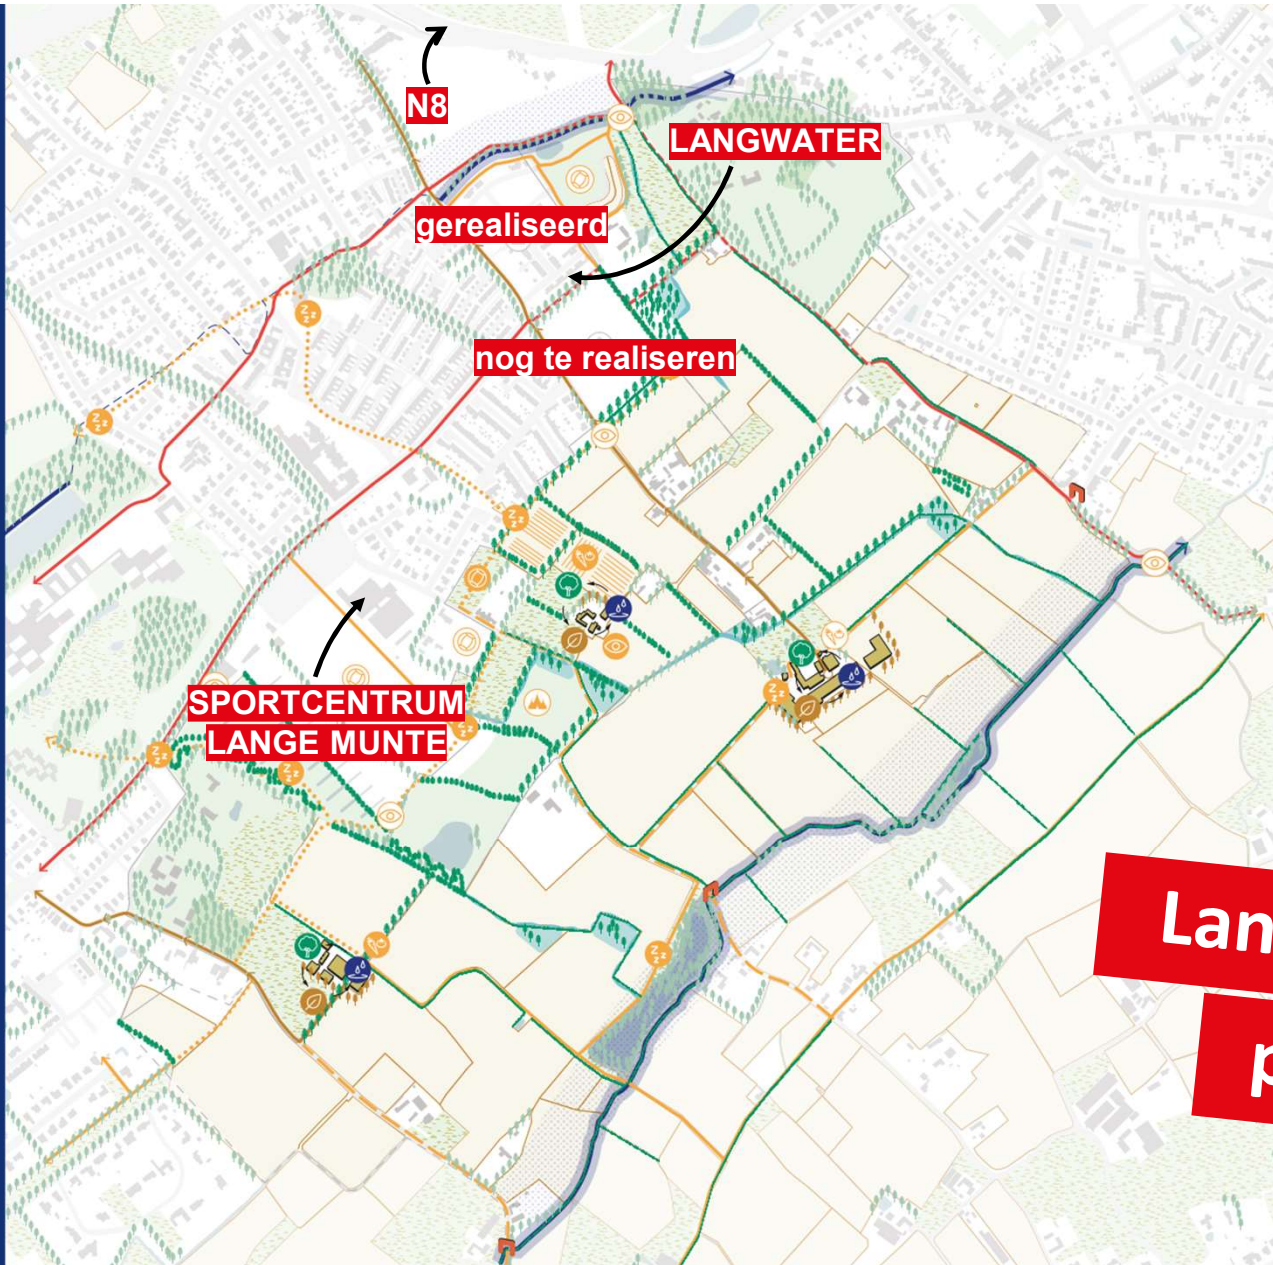 N8
LANGWATER
gerealiseerd
nog te realiseren
SPORTCENTRUM
LANGE MUNTE
Lan
p